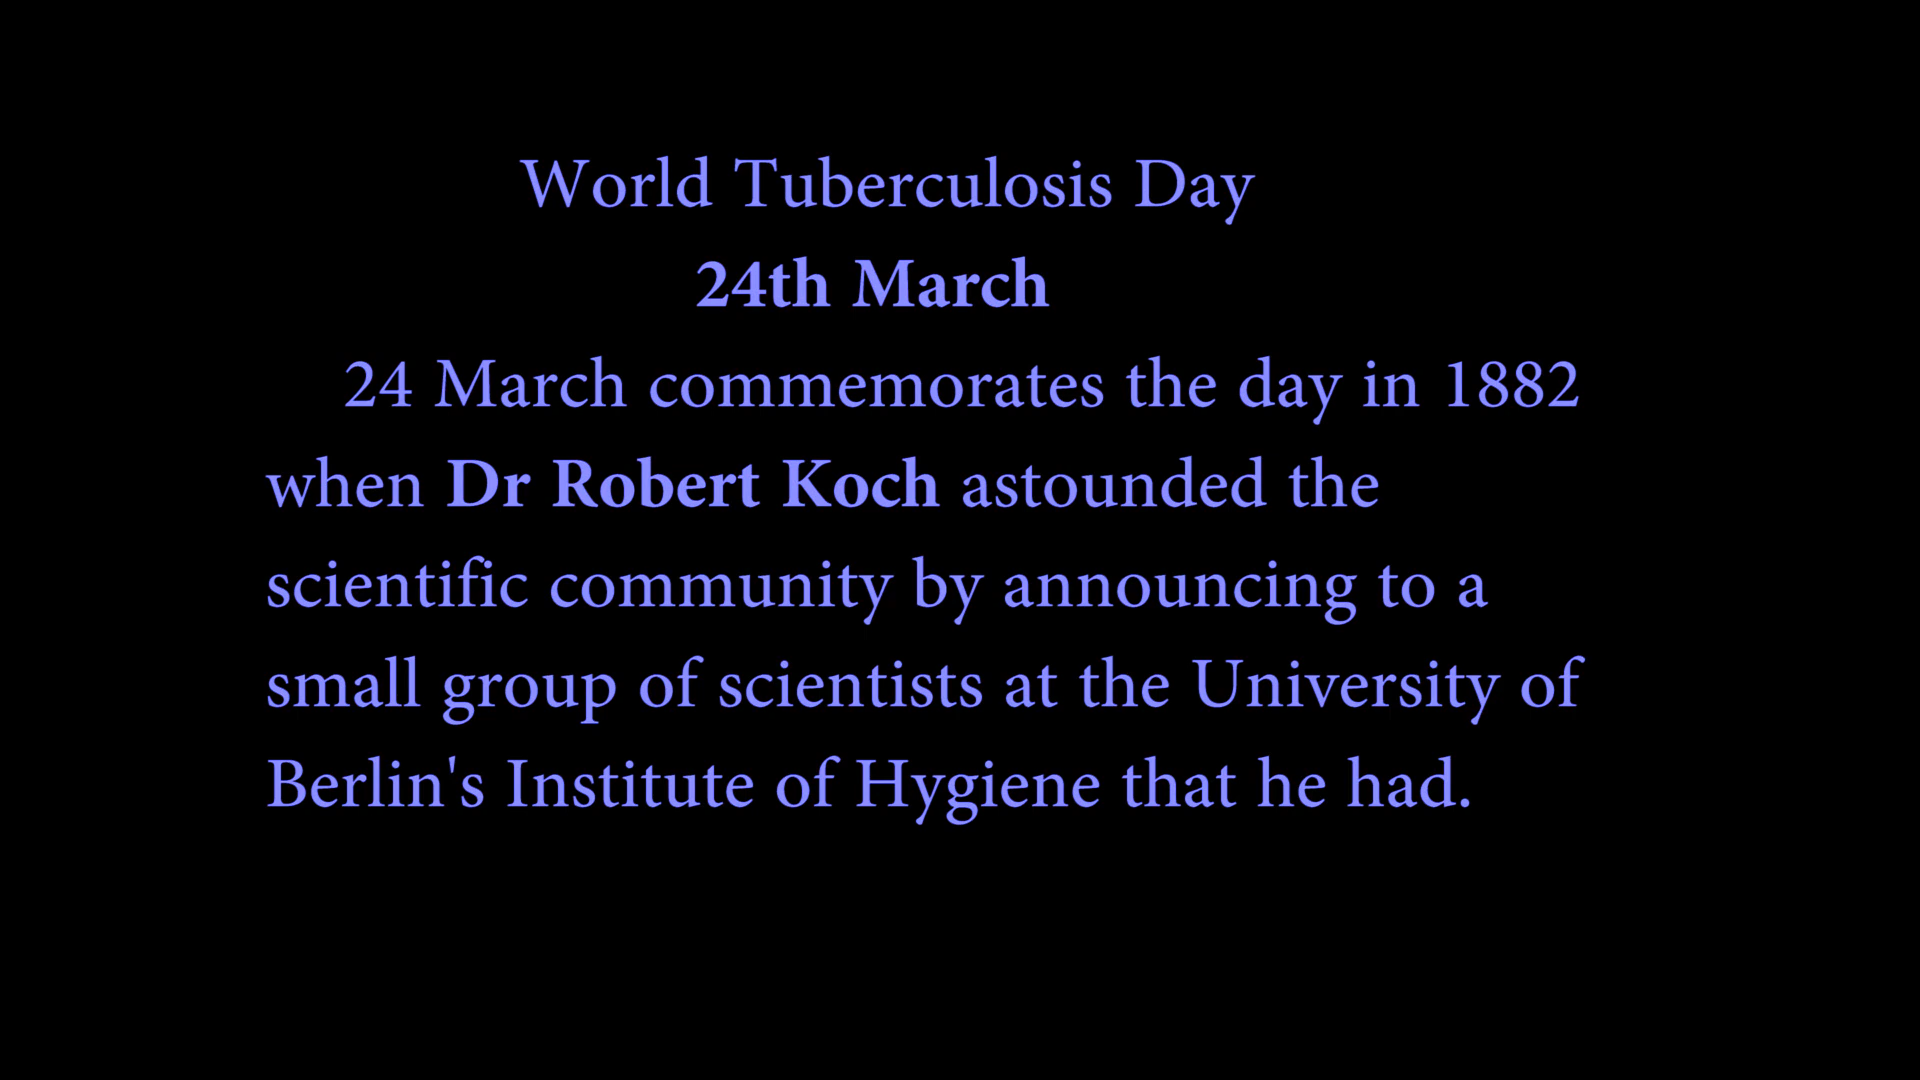 World Tuberculosis Day
24th March
24 March commemorates the day in 1882
when Dr Robert Koch astounded the
scientific community by announcing to a
small group of scientists at the University of
Berlin's Institute of Hygiene that he had.